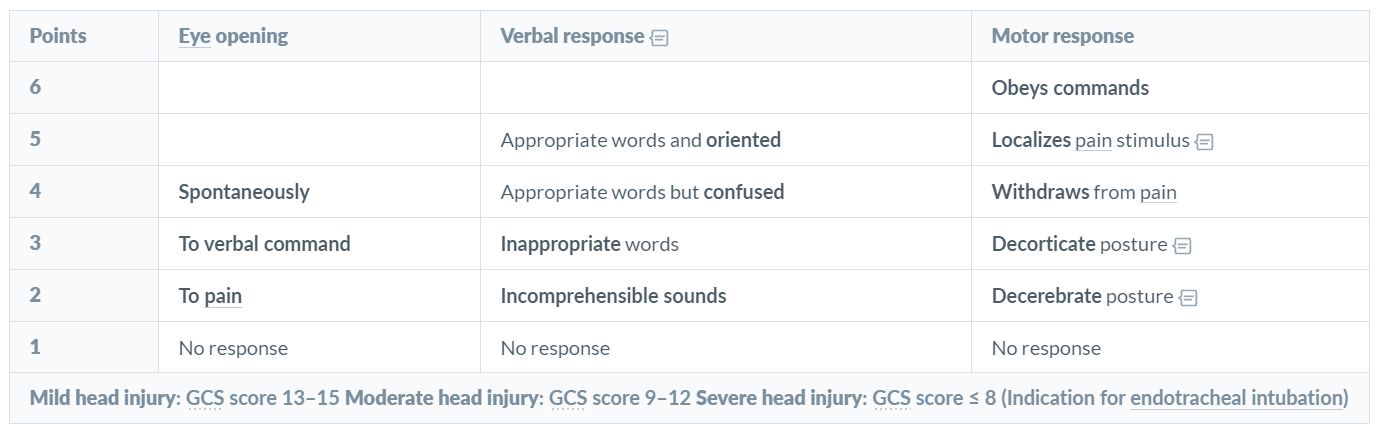 Points Eye opening Verbal response Motor response
6 Obeys commands
5 Appropriate words and oriented Localizes pain stimulus
4 Spontaneously Appropriate words but confused Withdraws from pain
3 To verbal command Inappropriate words Decorticate posture
2 To pain Incomprehensible sounds Decerebrate posture
1 No response No response No response
Mild head injury: GCS score 13–15 Moderate head injury: GCS score 9–12 Severe head injury: GCS score ≤ 8 (Indication for endotracheal intubation)